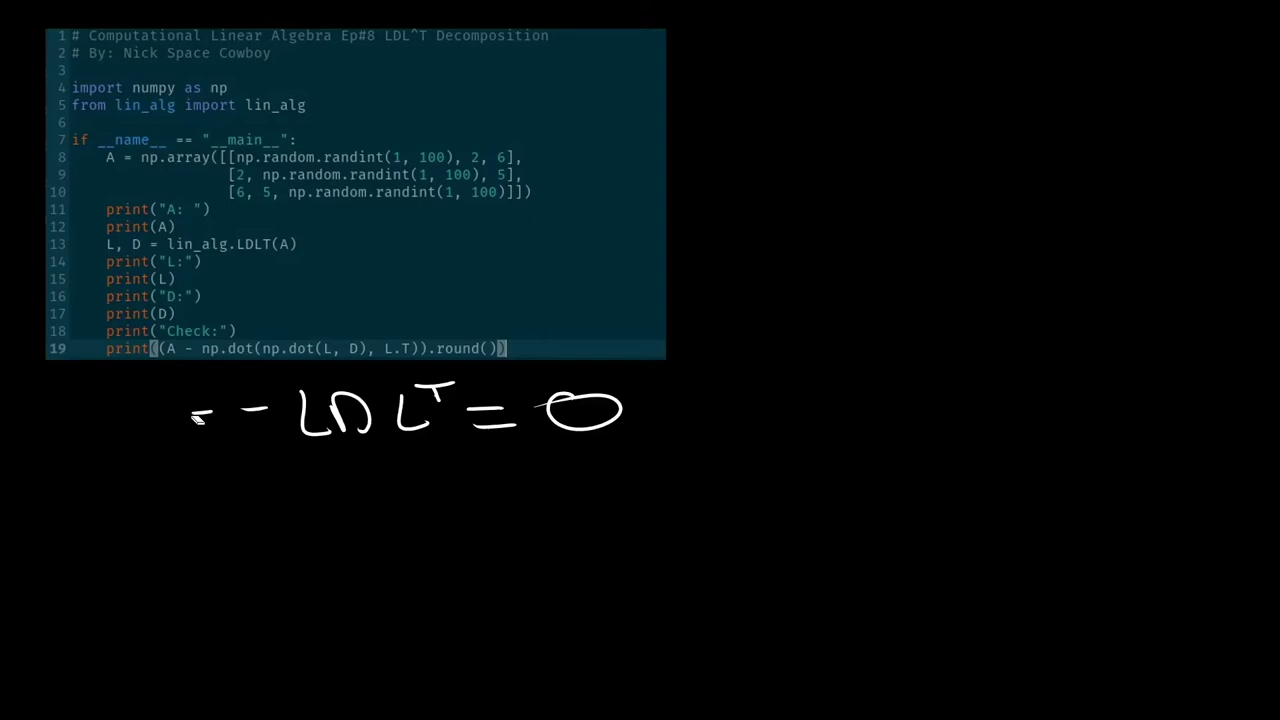 1 # Computational Linear Algebra Ep#8 LDL^T Decomposition
2 # By: Nick Space Cowboy
3
4 import numpy as np
5 from lin_alg import lin_alg
6
7 if __name__ == "__main__":
8     A = np.array([[np.random.randint(1, 100), 2, 6],
9                   [2, np.random.randint(1, 100), 5],
10                   [6, 5, np.random.randint(1, 100)]])
11     print("A: ")
12     print(A)
13     L, D = lin_alg.LDLT(A)
14     print("L:")
15     print(L)
16     print("D:")
17     print(D)
18     print("Check:")
19     print((A - np.dot(np.dot(L, D), L.T)).round())
- LDL^T = 0